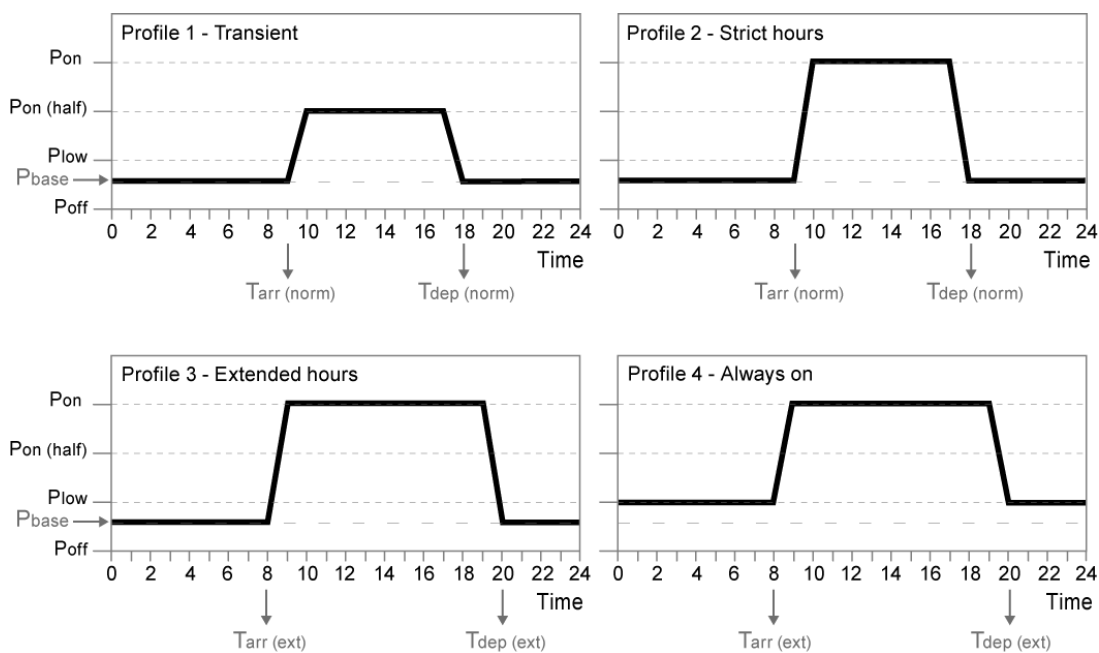 Profile 1 - Transient
Pon
Pon (half)
Plow
Pbase
Poff
0 2 4 6 8 10 12 14 16 18 20 22 24
Time
Tarr (norm) Tdep (norm)
Profile 2 - Strict hours
0 2 4 6 8 10 12 14 16 18 20 22 24
Time
Tarr (norm) Tdep (norm)
Profile 3 - Extended hours
Pon
Pon (half)
Plow
Pbase
Poff
0 2 4 6 8 10 12 14 16 18 20 22 24
Time
Tarr (ext) Tdep (ext)
Profile 4 - Always on
0 2 4 6 8 10 12 14 16 18 20 22 24
Time
Tarr (ext) Tdep (ext)